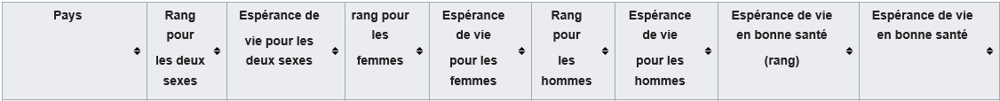 Pays
Rang
pour
les deux
sexes
Espérance de
vie pour les
deux sexes
rang pour
les
femmes
Espérance
de vie
pour les
femmes
Rang
pour
les
hommes
Espérance
de vie
pour les
hommes
Espérance de vie
en bonne santé
(rang)
Espérance de vie
en bonne santé